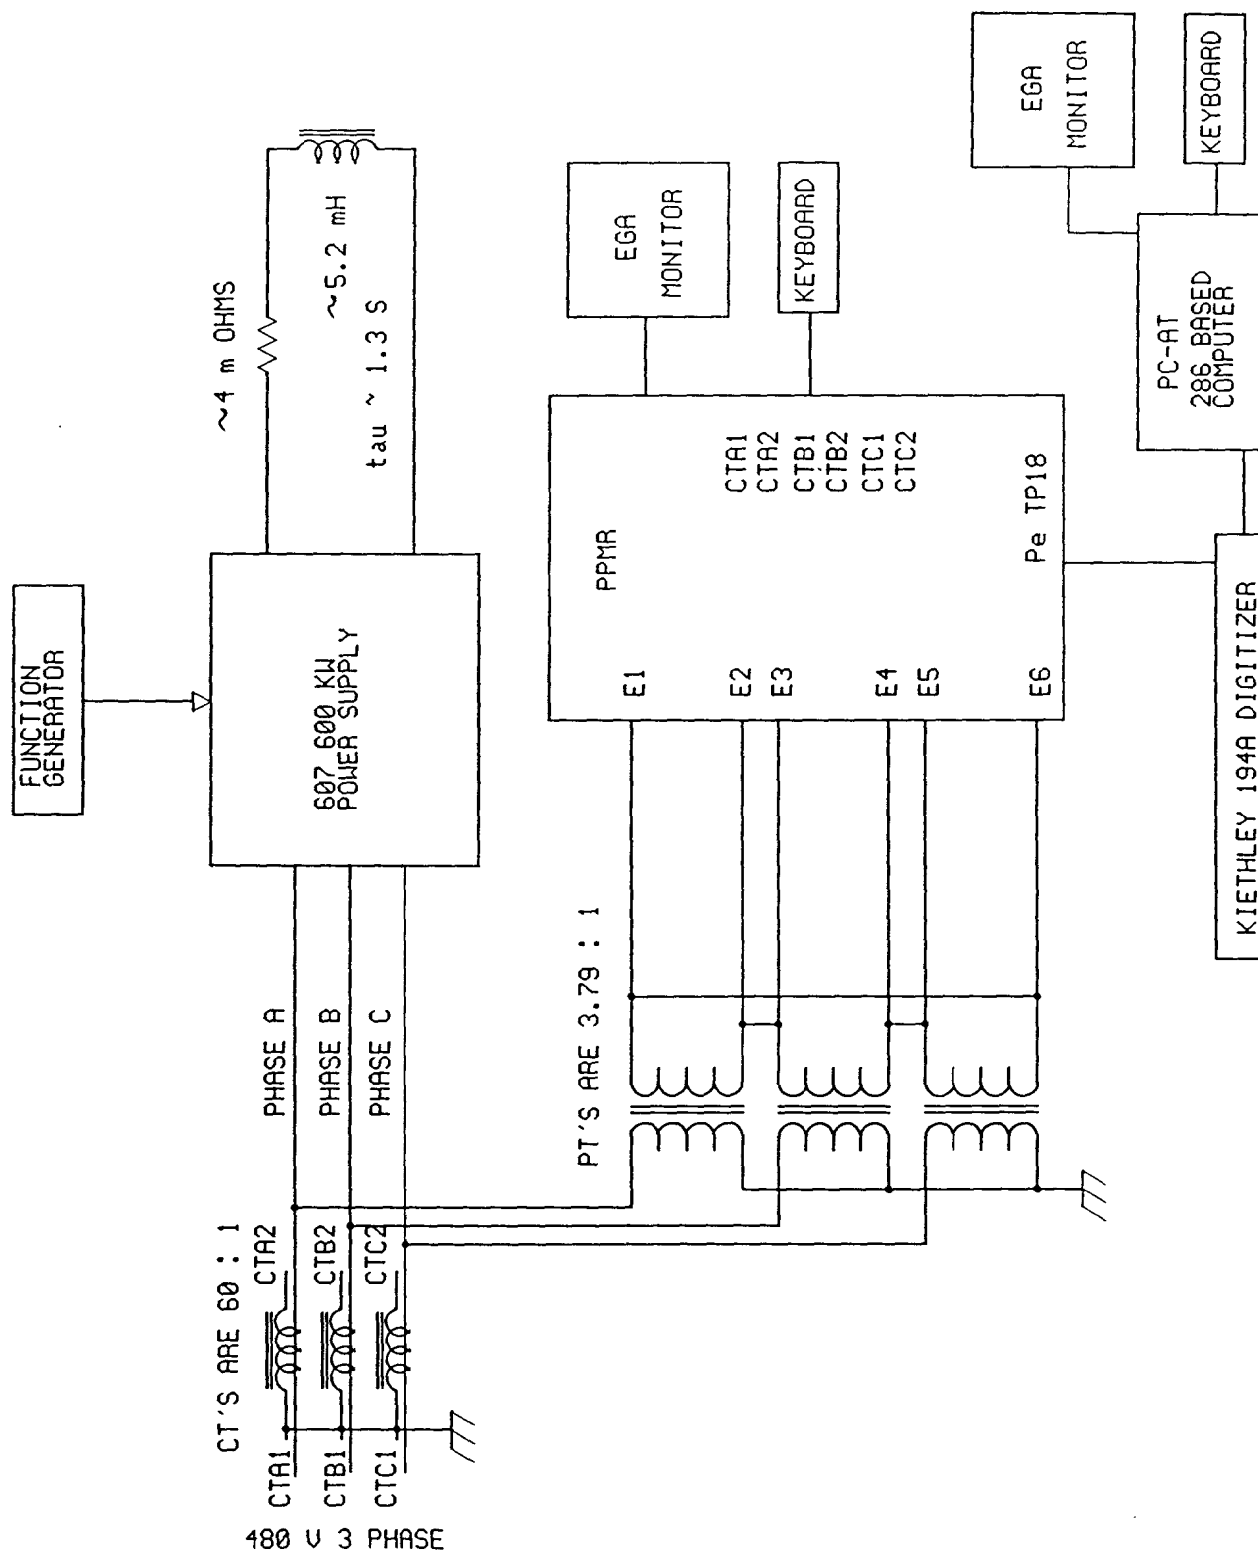 FUNCTION
GENERATOR
607 600 KW
POWER SUPPLY
~4 m OHMS
~5.2 mH
tau ~ 1.3 S
PHASE A
PHASE B
PHASE C
CT'S ARE 60 : 1
CTA1
CTA2
CTB1
CTB2
CTC1
CTC2
480 V 3 PHASE
PT'S ARE 3.79 : 1
PPMR
E1
E2
E3
E4
E5
E6
CTA1
CTA2
CTB1
CTB2
CTC1
CTC2
Pe TP18
EGA
MONITOR
KEYBOARD
KIETHLEY 194A DIGITIZER
PC-AT
286 BASED
COMPUTER
EGA
MONITOR
KEYBOARD